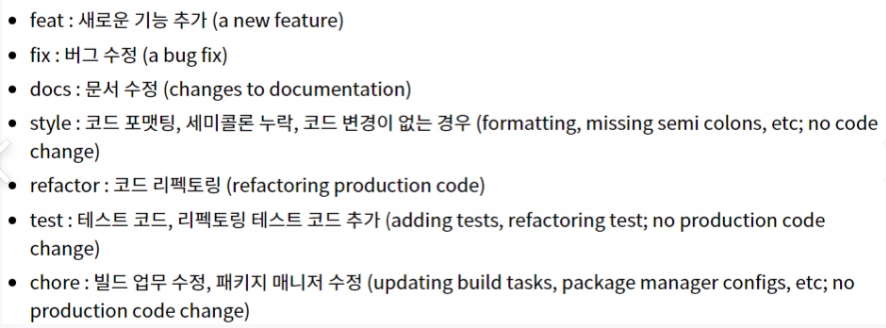 • feat : 새로운 기능 추가 (a new feature)
• fix : 버그 수정 (a bug fix)
• docs : 문서 수정 (changes to documentation)
• style : 코드 포맷팅, 세미콜론 누락, 코드 변경이 없는 경우 (formatting, missing semi colons, etc; no code
change)
• refactor : 코드 리펙토링 (refactoring production code)
• test : 테스트 코드, 리펙토링 테스트 코드 추가 (adding tests, refactoring test; no production code
change)
• chore : 빌드 업무 수정, 패키지 매니저 수정 (updating build tasks, package manager configs, etc; no
production code change)